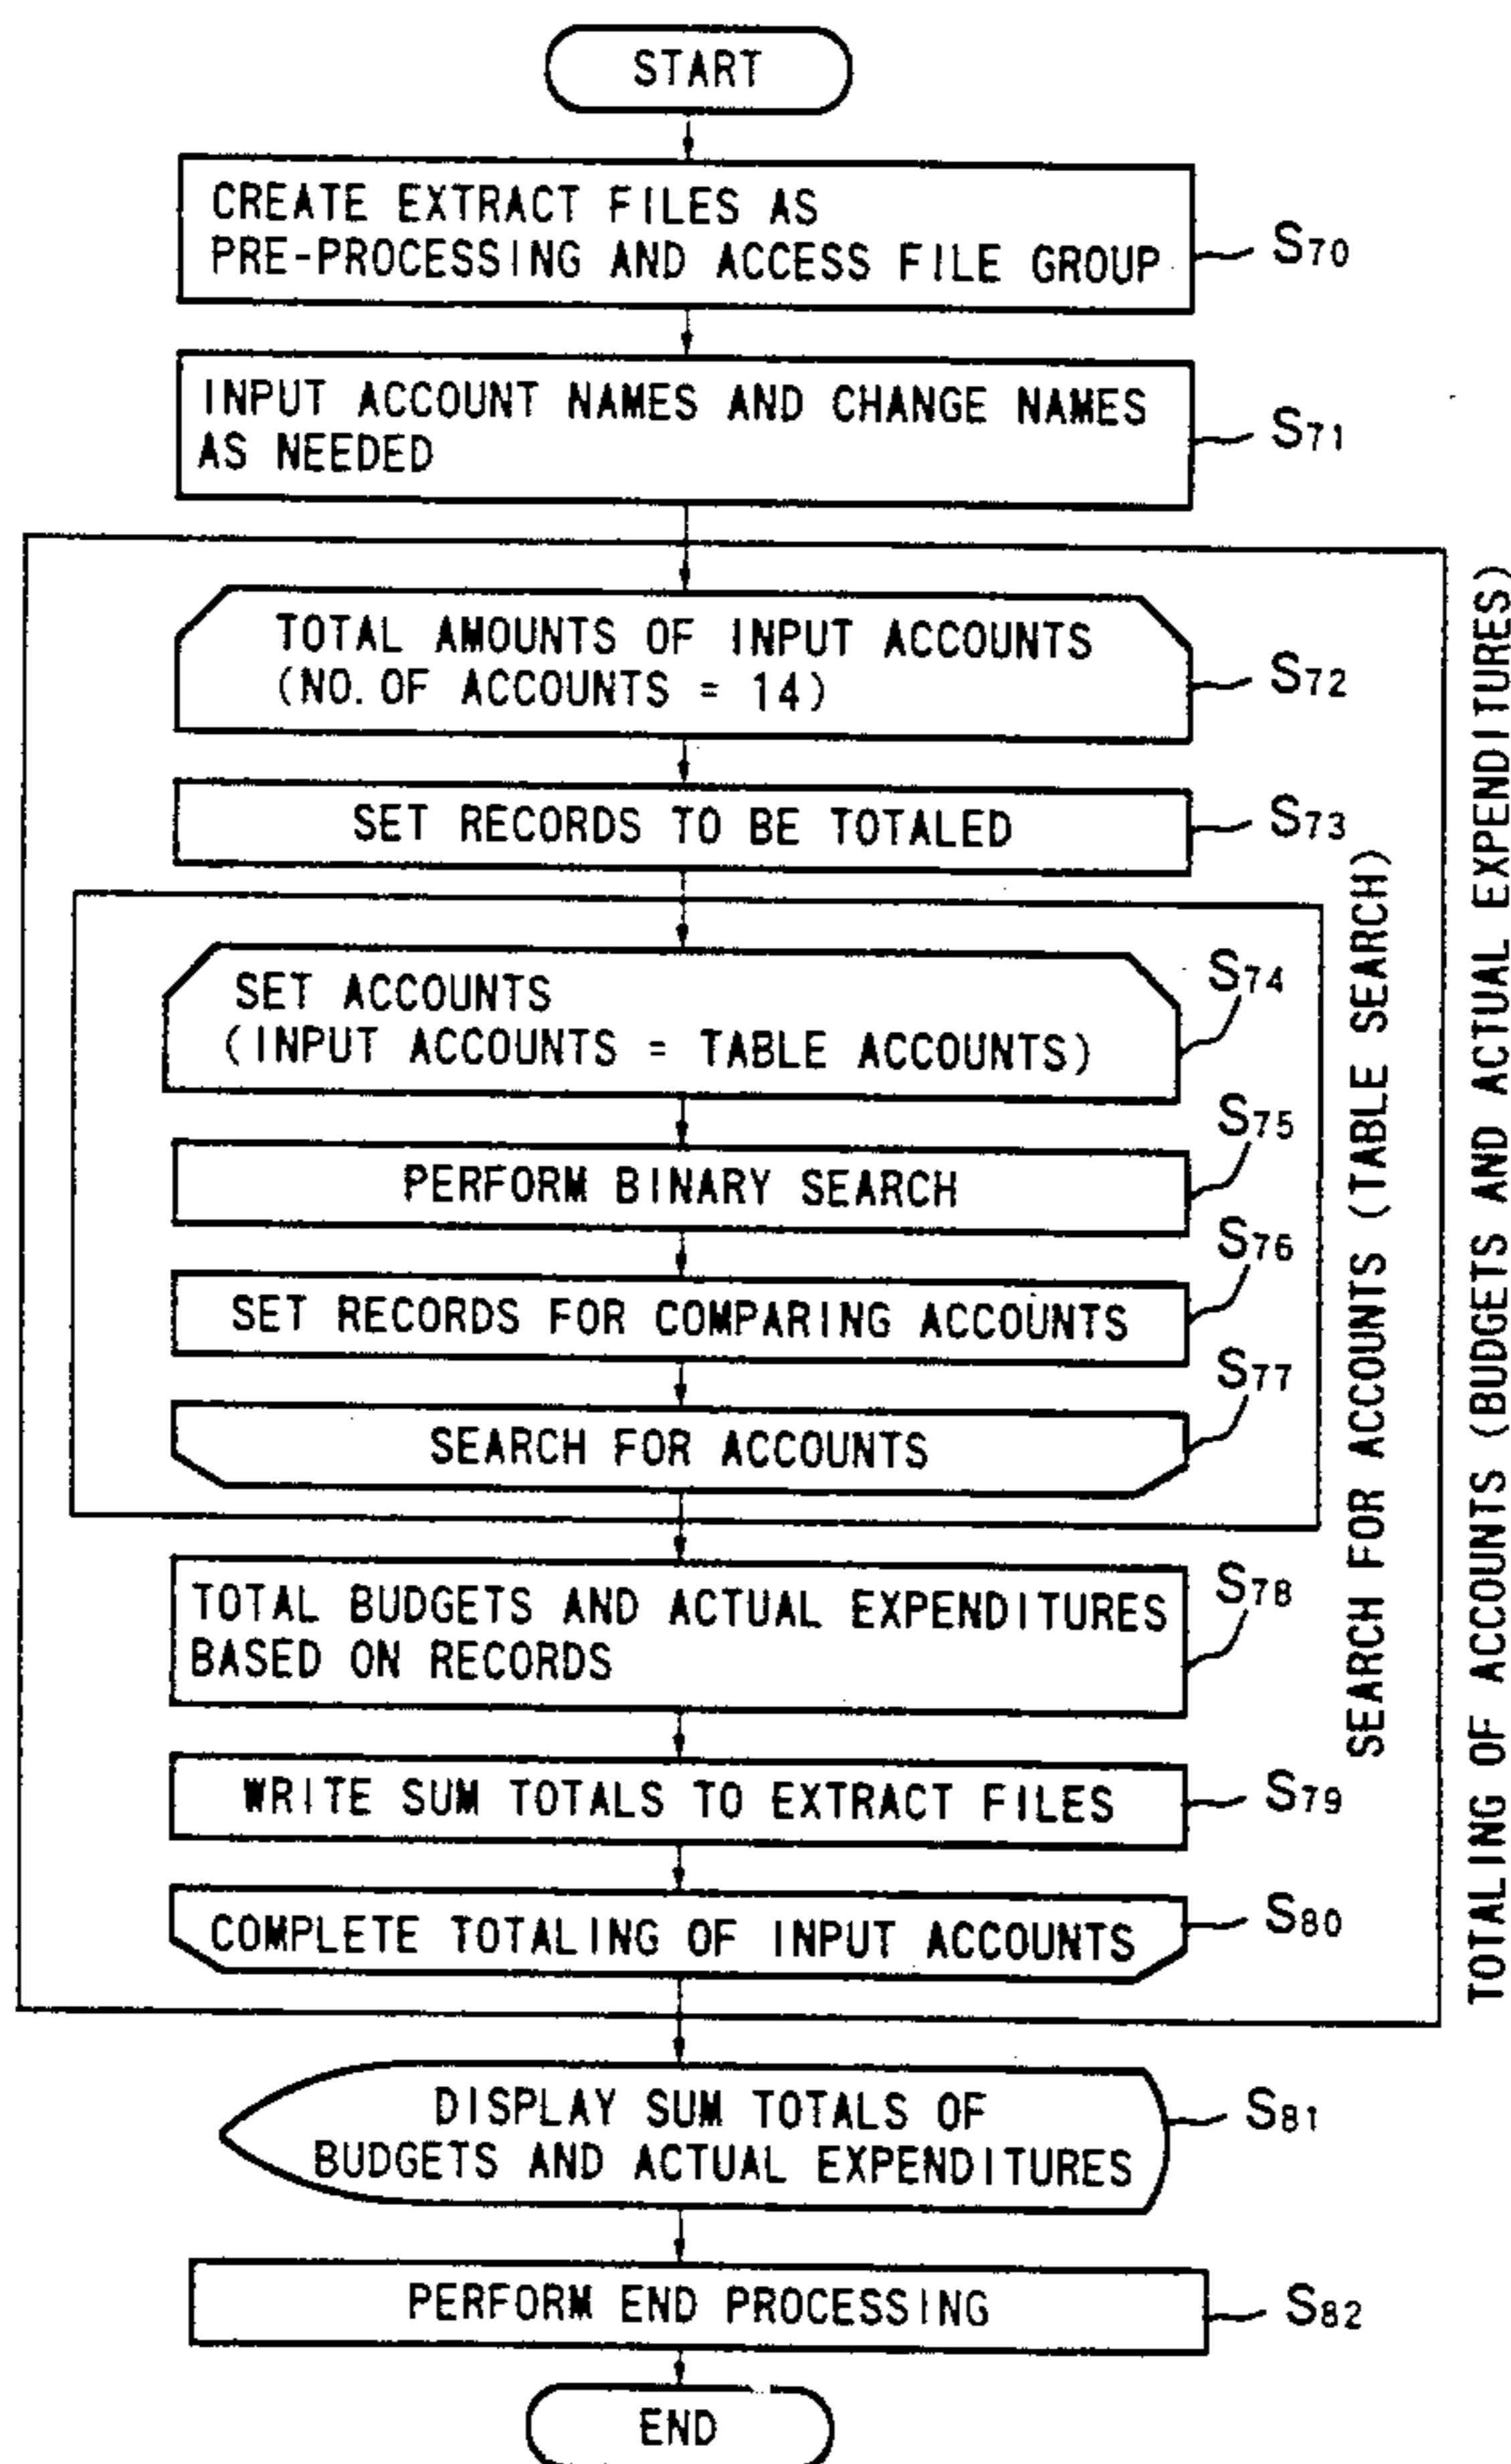 START
CREATE EXTRACT FILES AS
PRE-PROCESSING AND ACCESS FILE GROUP
S70
INPUT ACCOUNT NAMES AND CHANGE NAMES
AS NEEDED
S71
TOTAL AMOUNTS OF INPUT ACCOUNTS
(NO. OF ACCOUNTS = 14)
S72
SET RECORDS TO BE TOTALED
S73
SET ACCOUNTS
(INPUT ACCOUNTS = TABLE ACCOUNTS)
S74
PERFORM BINARY SEARCH
S75
SET RECORDS FOR COMPARING ACCOUNTS
S76
SEARCH FOR ACCOUNTS
S77
SEARCH FOR ACCOUNTS (TABLE SEARCH)
TOTAL BUDGETS AND ACTUAL EXPENDITURES
BASED ON RECORDS
S78
WRITE SUM TOTALS TO EXTRACT FILES
S79
COMPLETE TOTALING OF INPUT ACCOUNTS
S80
TOTALING OF ACCOUNTS (BUDGETS AND ACTUAL EXPENDITURES)
DISPLAY SUM TOTALS OF
BUDGETS AND ACTUAL EXPENDITURES
S81
PERFORM END PROCESSING
S82
END